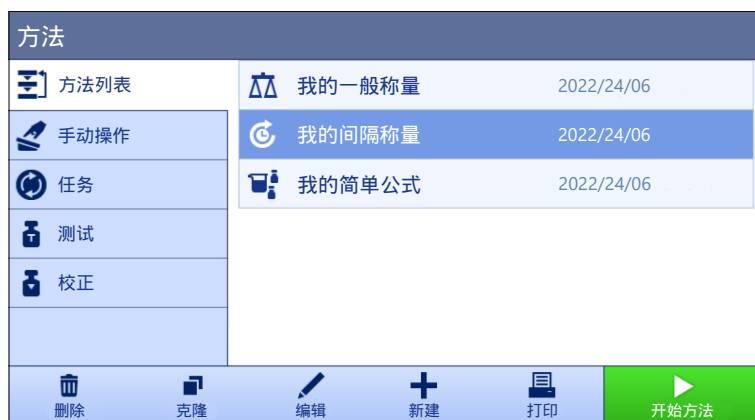 方法
方法列表
我的一般称量 2022/24/06
手动操作
我的间隔称量 2022/24/06
任务
我的简单公式 2022/24/06
测试
校正
删除 克隆 编辑 新建 打印 开始方法